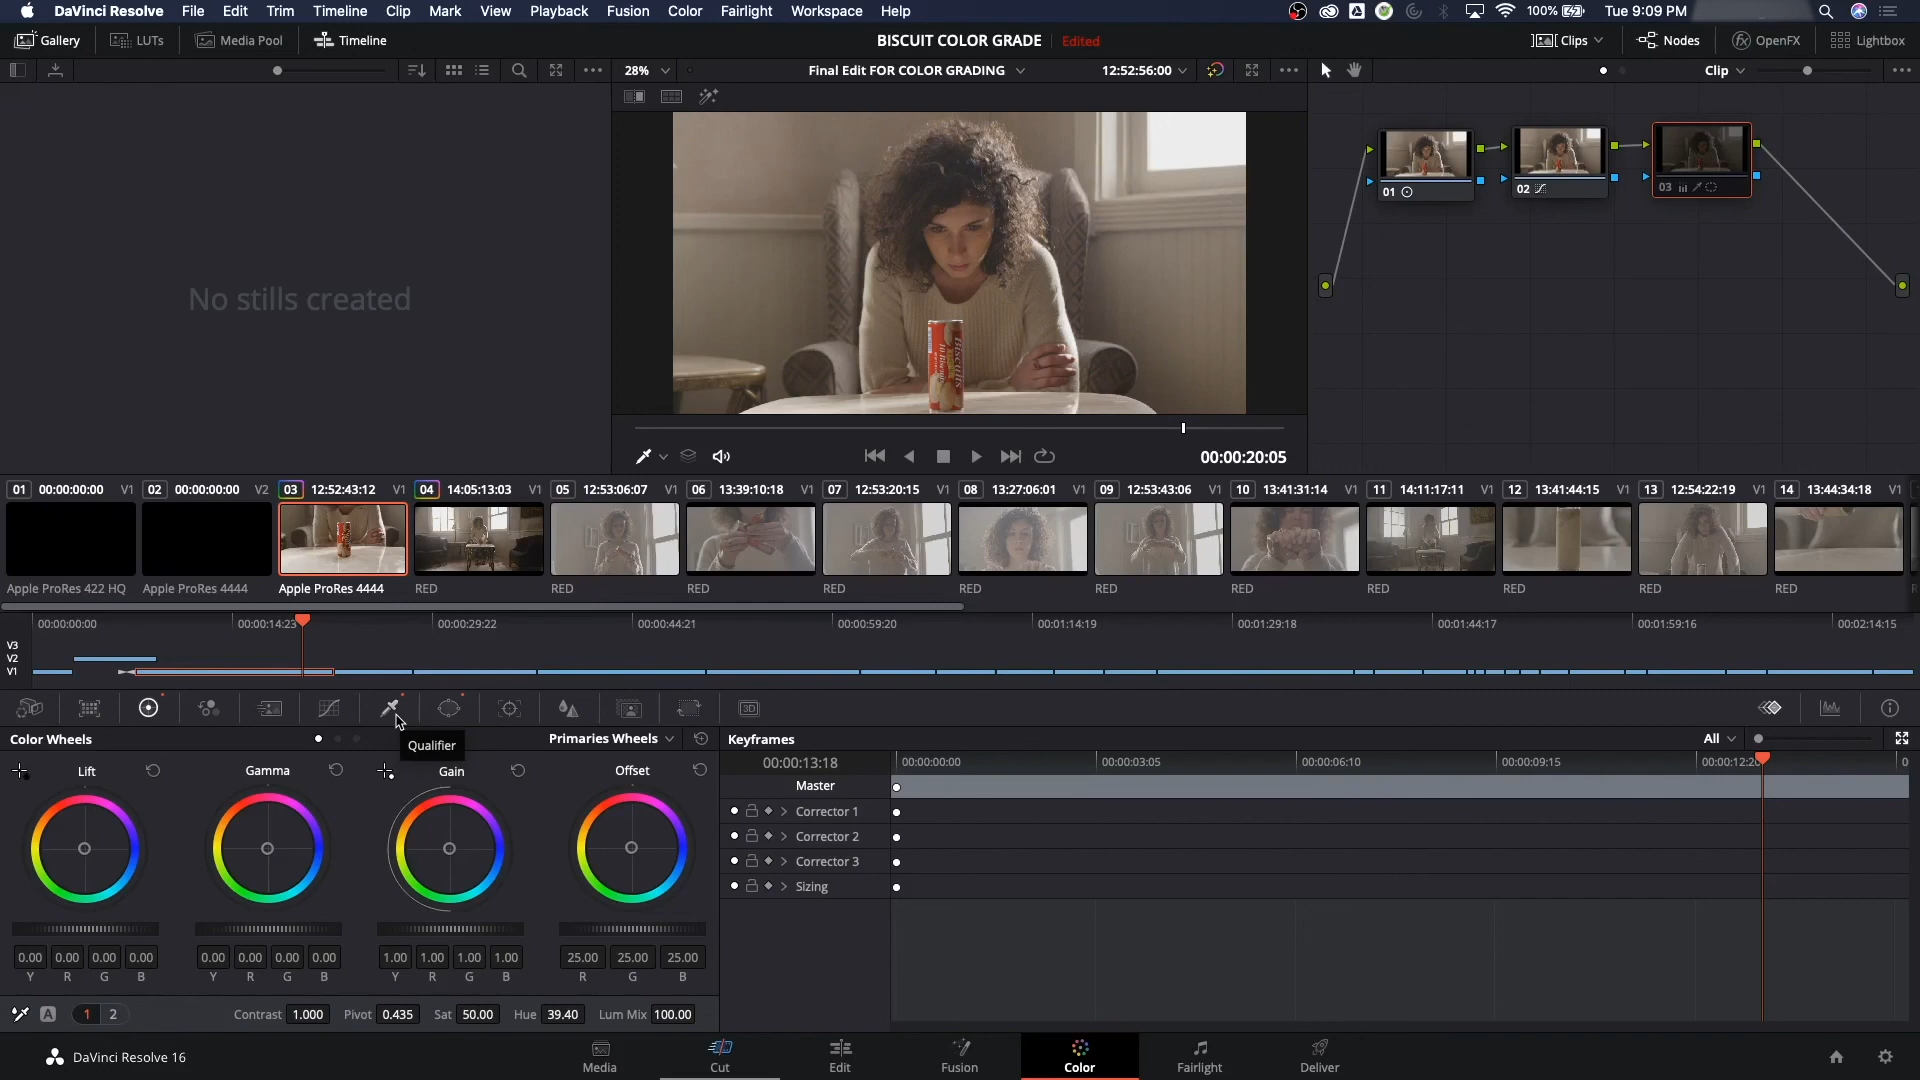 DaVinci Resolve File Edit Trim Timeline Clip Mark View Playback Fusion Color Fairlight Workspace Help 100% Tue 9:09 PM
Gallery LUTs Media Pool Timeline BISCUIT COLOR GRADE Edited Clips Nodes OpenFX Lightbox
28% Final Edit FOR COLOR GRADING 12:52:56:00 Clip
No stills created
Biscuits
01 02 03
00:00:20:05
01 00:00:00:00 V1 02 00:00:00:00 V2 03 12:52:43:12 V1 04 14:05:13:03 V1 05 12:53:06:07 V1 06 13:39:10:18 V1 07 12:53:20:15 V1 08 13:27:06:01 V1 09 12:53:43:06 V1 10 13:41:31:14 V1 11 14:11:17:11 V1 12 13:41:44:15 V1 13 12:54:22:19 V1 14 13:44:34:18 V1
Apple ProRes 422 HQ Apple ProRes 4444 Apple ProRes 4444 RED RED RED RED RED RED RED RED RED RED RED
00:00:00:00 00:00:14:23 00:00:29:22 00:00:44:21 00:00:59:20 00:01:14:19 00:01:29:18 00:01:44:17 00:01:59:16 00:02:14:15
V3
V2
V1
3D
Color Wheels Primaries Wheels Keyframes All
Qualifier
Lift Gamma Gain Offset
00:00:13:18 00:00:00:00 00:00:03:05 00:00:06:10 00:00:09:15 00:00:12:20 0
Master
Corrector 1
Corrector 2
Corrector 3
Sizing
0.00 0.00 0.00 0.00 0.00 0.00 0.00 0.00 1.00 1.00 1.00 1.00 25.00 25.00 25.00
Y R G B Y R G B Y R G B R G B
A 1 2 Contrast 1.000 Pivot 0.435 Sat 50.00 Hue 39.40 Lum Mix 100.00
DaVinci Resolve 16 Media Cut Edit Fusion Color Fairlight Deliver